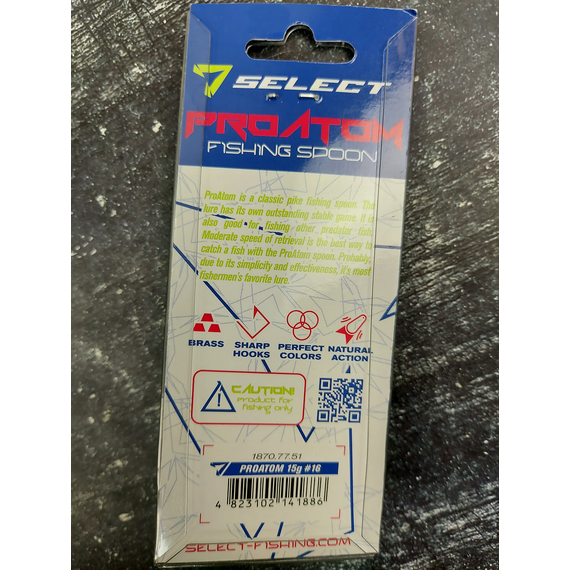 SELECT
PROATOM
FISHING SPOON
ProAtom is a classic pike fishing spoon. The
lure has its own outstanding stable game. It is
also good for fishing other predator fish.
Moderate speed of retrieval is the best way to
catch a fish with the ProAtom spoon. Probably,
due to its simplicity and effectiveness, it's most
fishermen's favorite lure.
BRASS
SHARP
HOOKS
PERFECT
COLORS
NATURAL
ACTION
CAUTION!
Product for
fishing only
1870.77.51
PROATOM 15g #16
4 823102 141886
SELECT-FISHING.COM